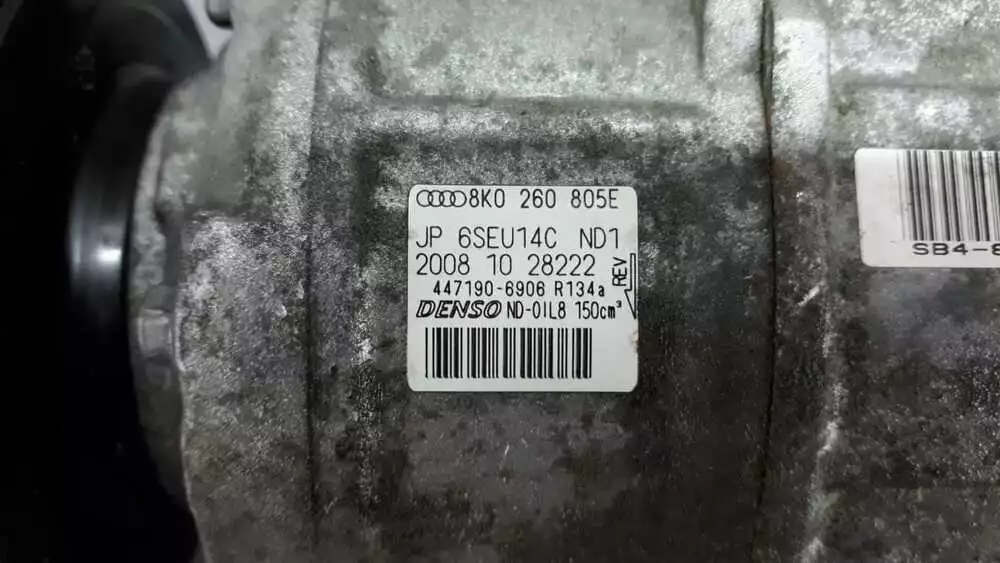 8K0 260 805E
JP 6SEU14C ND1
2008 10 28222
REV
447190-6906 R134a
DENSO ND-OIL8 150cm³
SB4-8